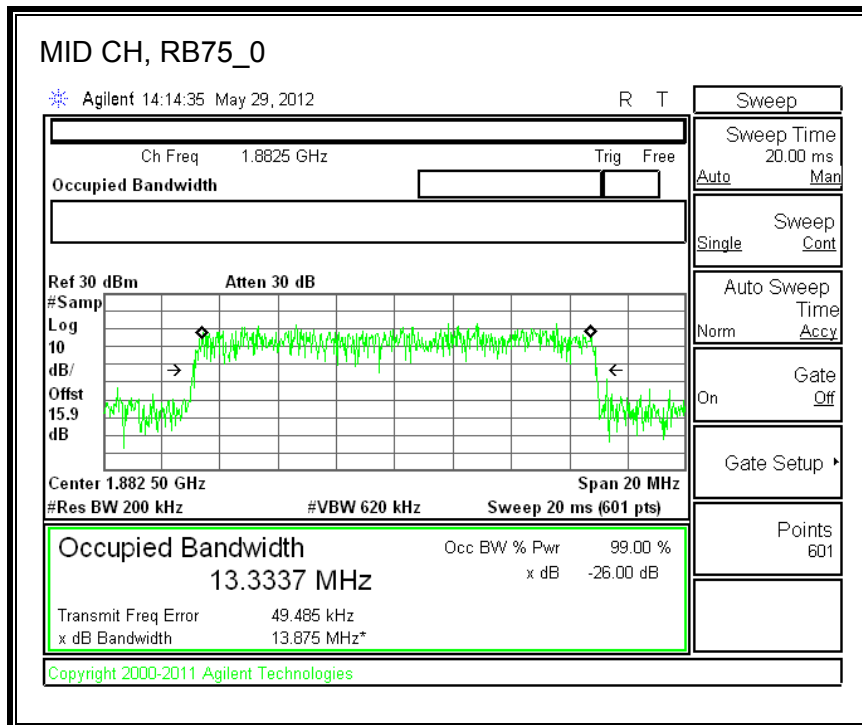 MID CH, RB75_0
Agilent 14:14:35 May 29, 2012 R T
Ch Freq 1.8825 GHz Trig Free
Occupied Bandwidth
Ref 30 dBm Atten 30 dB
#Samp
Log
10
dB/
Offst
15.9
dB
Center 1.882 50 GHz Span 20 MHz
#Res BW 200 kHz #VBW 620 kHz Sweep 20 ms (601 pts)
Occupied Bandwidth
13.3337 MHz
Occ BW % Pwr 99.00 %
x dB -26.00 dB
Transmit Freq Error 49.485 kHz
x dB Bandwidth 13.875 MHz*
Copyright 2000-2011 Agilent Technologies
Sweep
Sweep Time
20.00 ms
Auto Man
Sweep
Single Cont
Auto Sweep
Time
Norm Accy
Gate
On Off
Gate Setup
Points
601